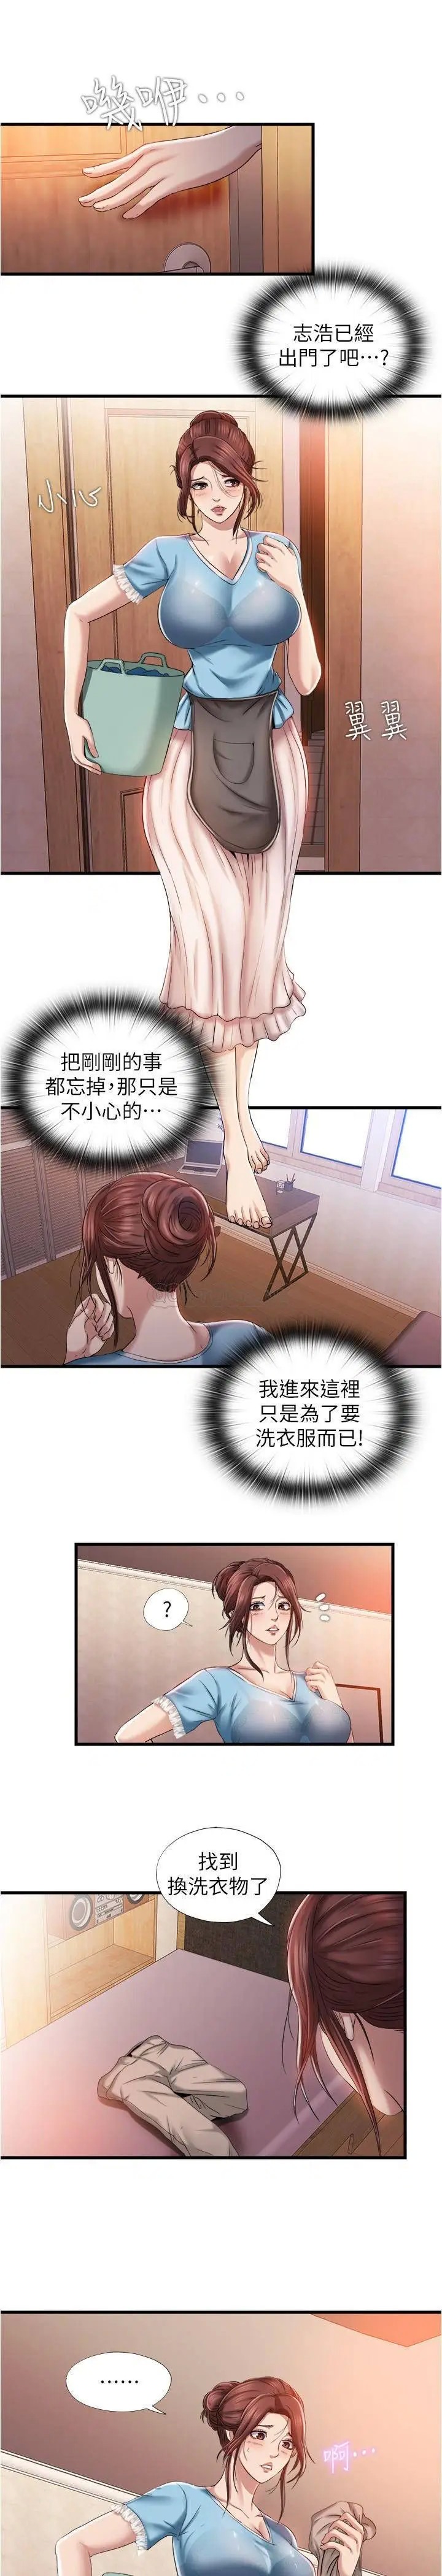 嘰咿…
志浩已經
出門了吧…?
小心
翼翼
把剛剛的事
都忘掉,那只是
不小心的…
我進來這裡
只是為了要
洗衣服而已!
?
找到
換洗衣物了
……
啊…